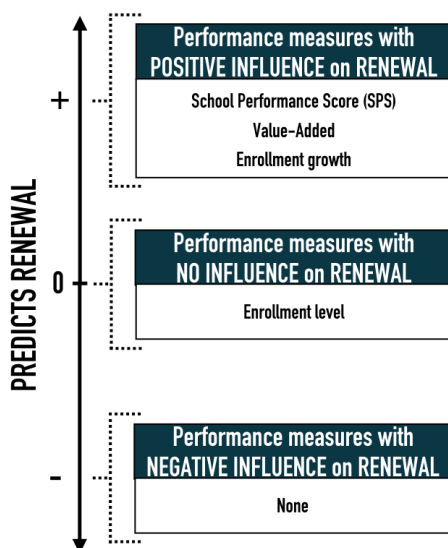 PREDICTS RENEWAL
+
Performance measures with
POSITIVE INFLUENCE on RENEWAL
School Performance Score (SPS)
Value-Added
Enrollment growth
0
Performance measures with
NO INFLUENCE on RENEWAL
Enrollment level
-
Performance measures with
NEGATIVE INFLUENCE on RENEWAL
None